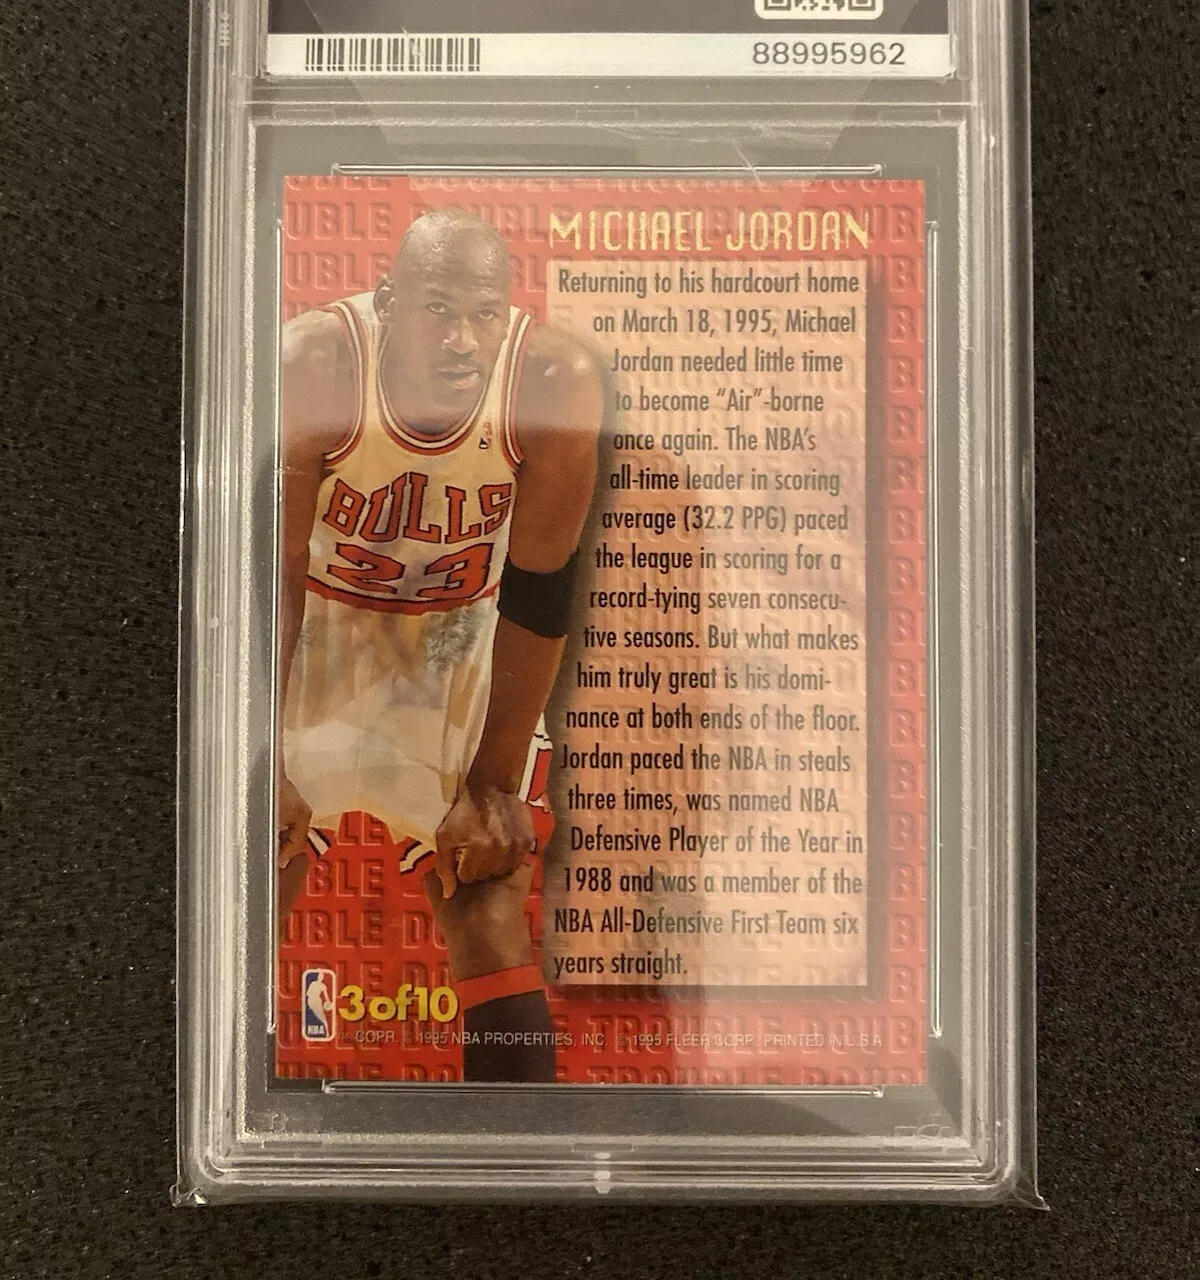 88995962
MICHAEL JORDAN
Returning to his hardcourt home
on March 18, 1995, Michael
Jordan needed little time
to become “Air”-borne
once again. The NBA’s
all-time leader in scoring
average (32.2 PPG) paced
the league in scoring for a
record-tying seven consecu-
tive seasons. But what makes
him truly great is his domi-
nance at both ends of the floor.
Jordan paced the NBA in steals
three times, was named NBA
Defensive Player of the Year in
1988 and was a member of the
NBA All-Defensive First Team six
years straight.
BULLS
23
NBA
3 of 10
COPR. © 1995 NBA PROPERTIES, INC. © 1995 FLEER CORP. PRINTED IN U.S.A
DOUBLE TROUBLE